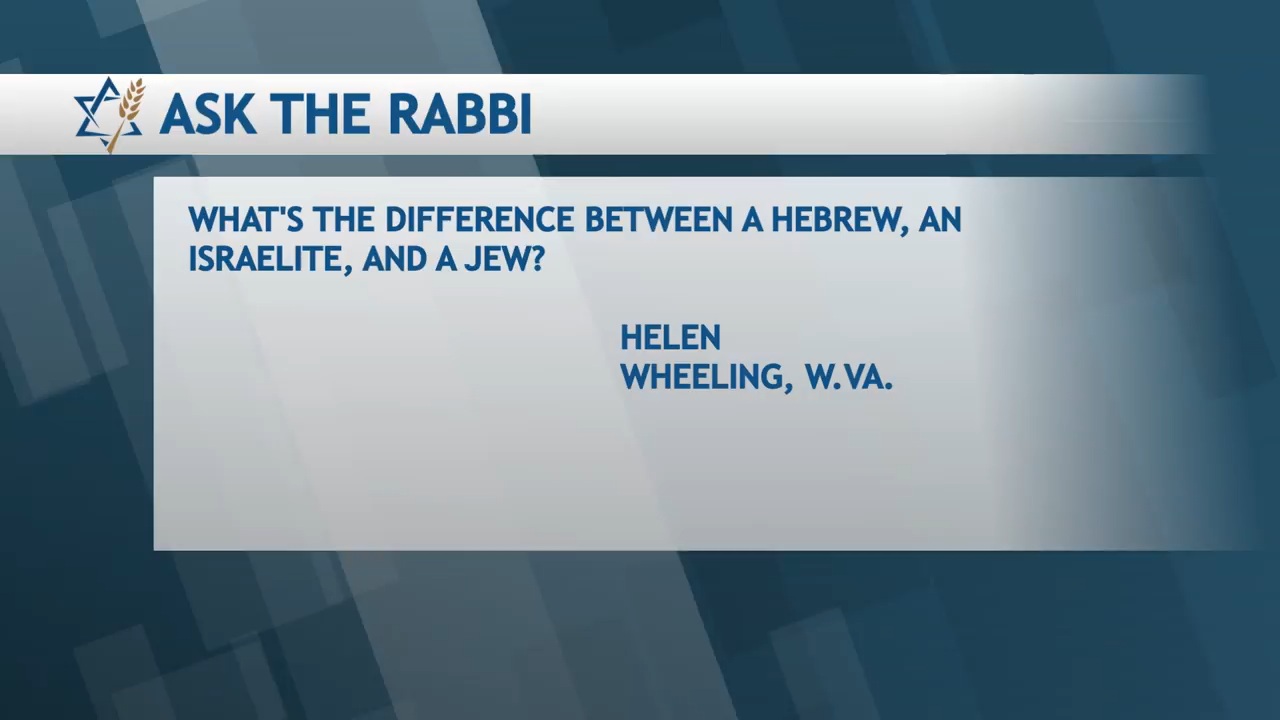 ASK THE RABBI
WHAT'S THE DIFFERENCE BETWEEN A HEBREW, AN
ISRAELITE, AND A JEW?
HELEN
WHEELING, W.VA.